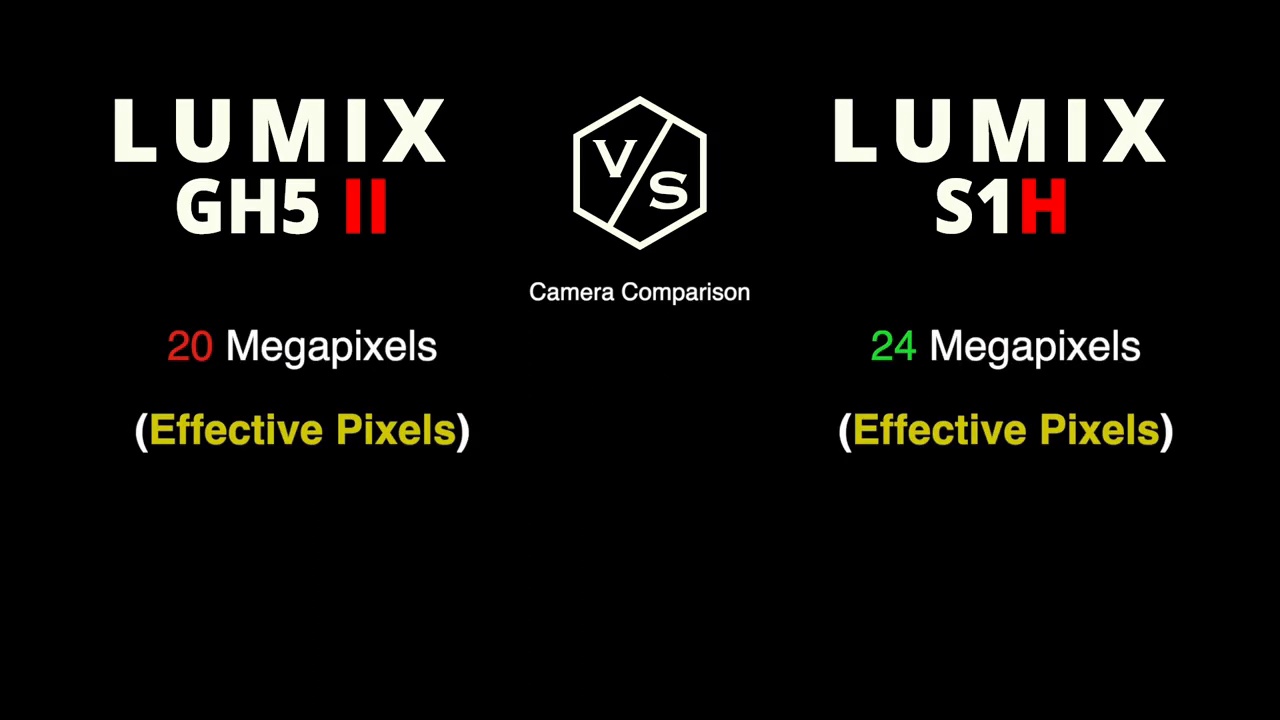 LUMIX
GH5 II
V/S
LUMIX
S1H
Camera Comparison
20 Megapixels
(Effective Pixels)
24 Megapixels
(Effective Pixels)